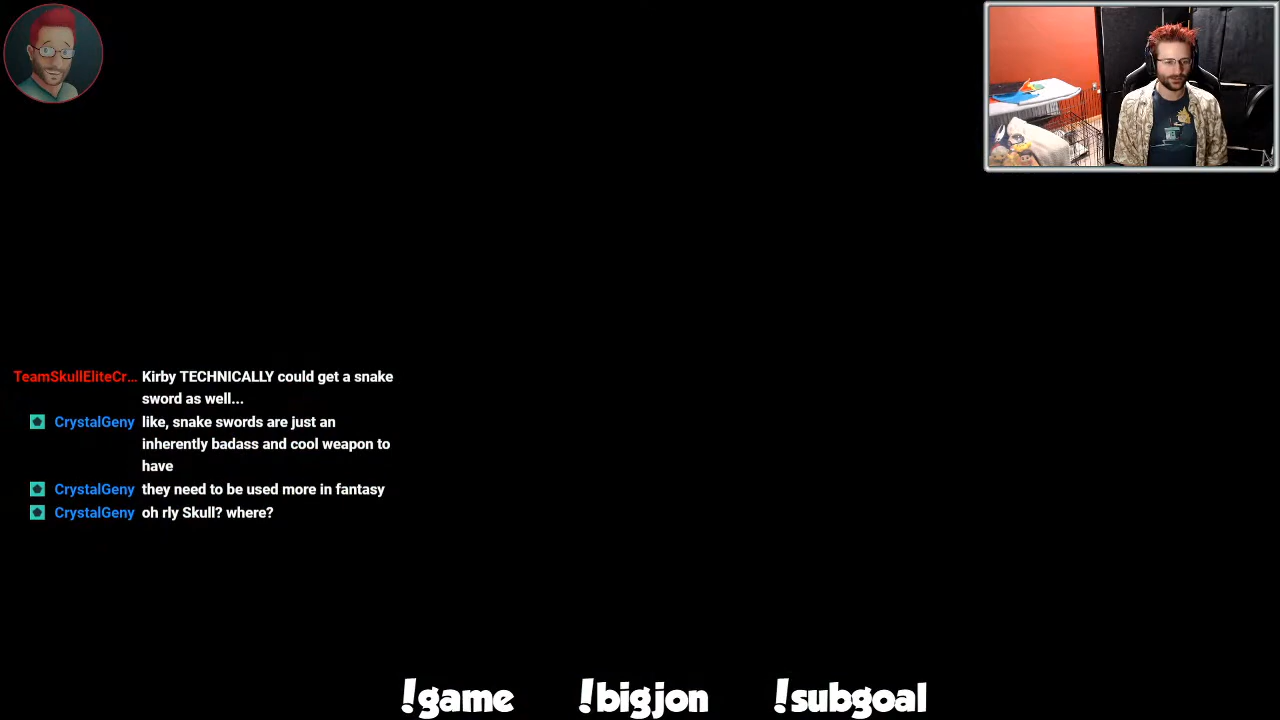 TeamSkullEliteCr... Kirby TECHNICALLY could get a snake
sword as well...
CrystalGeny like, snake swords are just an
inherently badass and cool weapon to
have
CrystalGeny they need to be used more in fantasy
CrystalGeny oh rly Skull? where?
!game !bigjon !subgoal